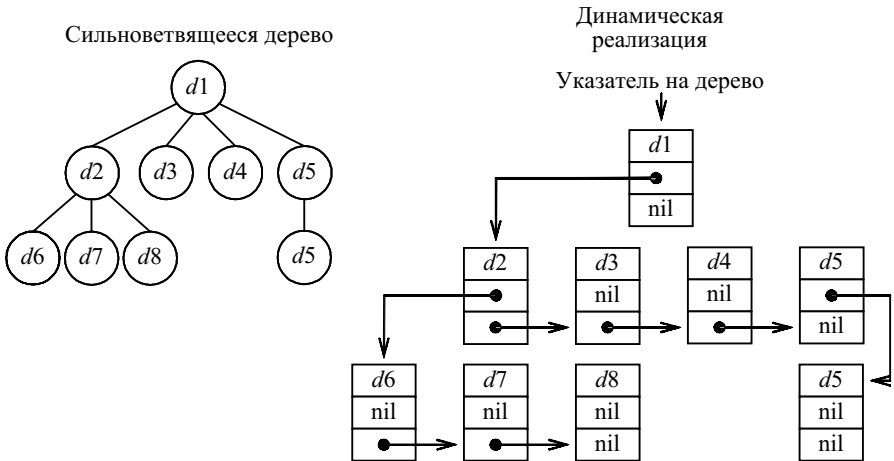 Динамическая
реализация
Сильноветвящееся дерево
Указатель на дерево
d1
d2 d3 d4 d5
d6 d7 d8 d5
d1
nil
d2 d3 d4 d5
nil nil
nil
d6 d7 d8 d5
nil nil nil nil
nil nil